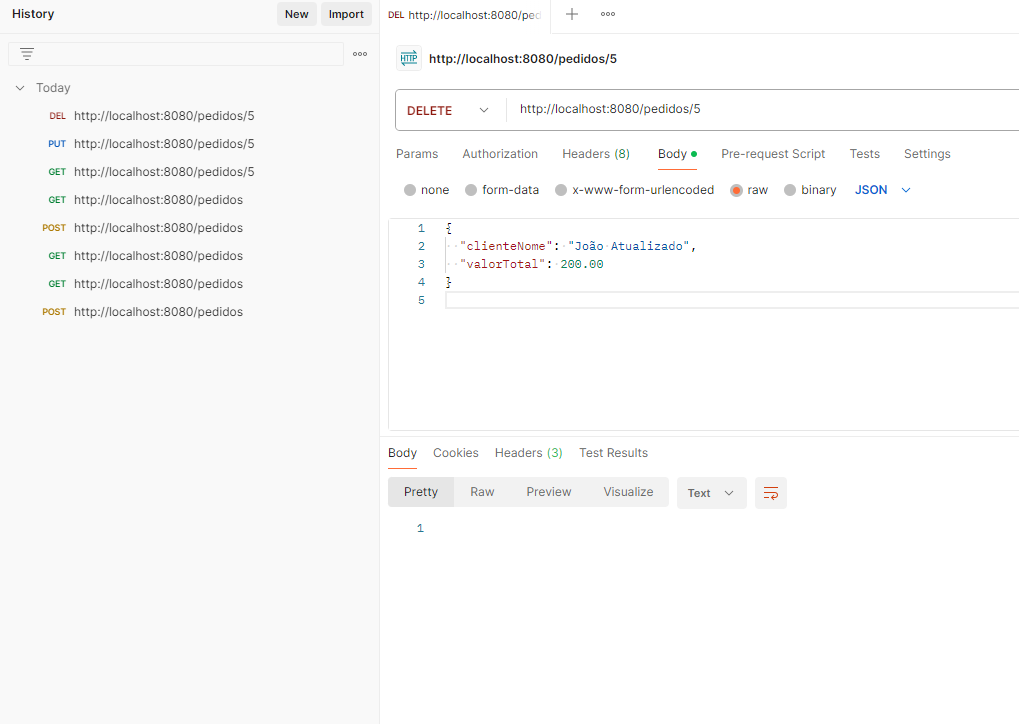 History
New
Import
Today
DEL http://localhost:8080/pedidos/5
PUT http://localhost:8080/pedidos/5
GET http://localhost:8080/pedidos/5
GET http://localhost:8080/pedidos
POST http://localhost:8080/pedidos
GET http://localhost:8080/pedidos
GET http://localhost:8080/pedidos
POST http://localhost:8080/pedidos
DEL http://localhost:8080/ped
HTTP http://localhost:8080/pedidos/5
DELETE http://localhost:8080/pedidos/5
Params Authorization Headers (8) Body Pre-request Script Tests Settings
none form-data x-www-form-urlencoded raw binary JSON
1 {
2 "clienteNome": "João Atualizado",
3 "valorTotal": 200.00
4 }
5
Body Cookies Headers (3) Test Results
Pretty Raw Preview Visualize Text
1